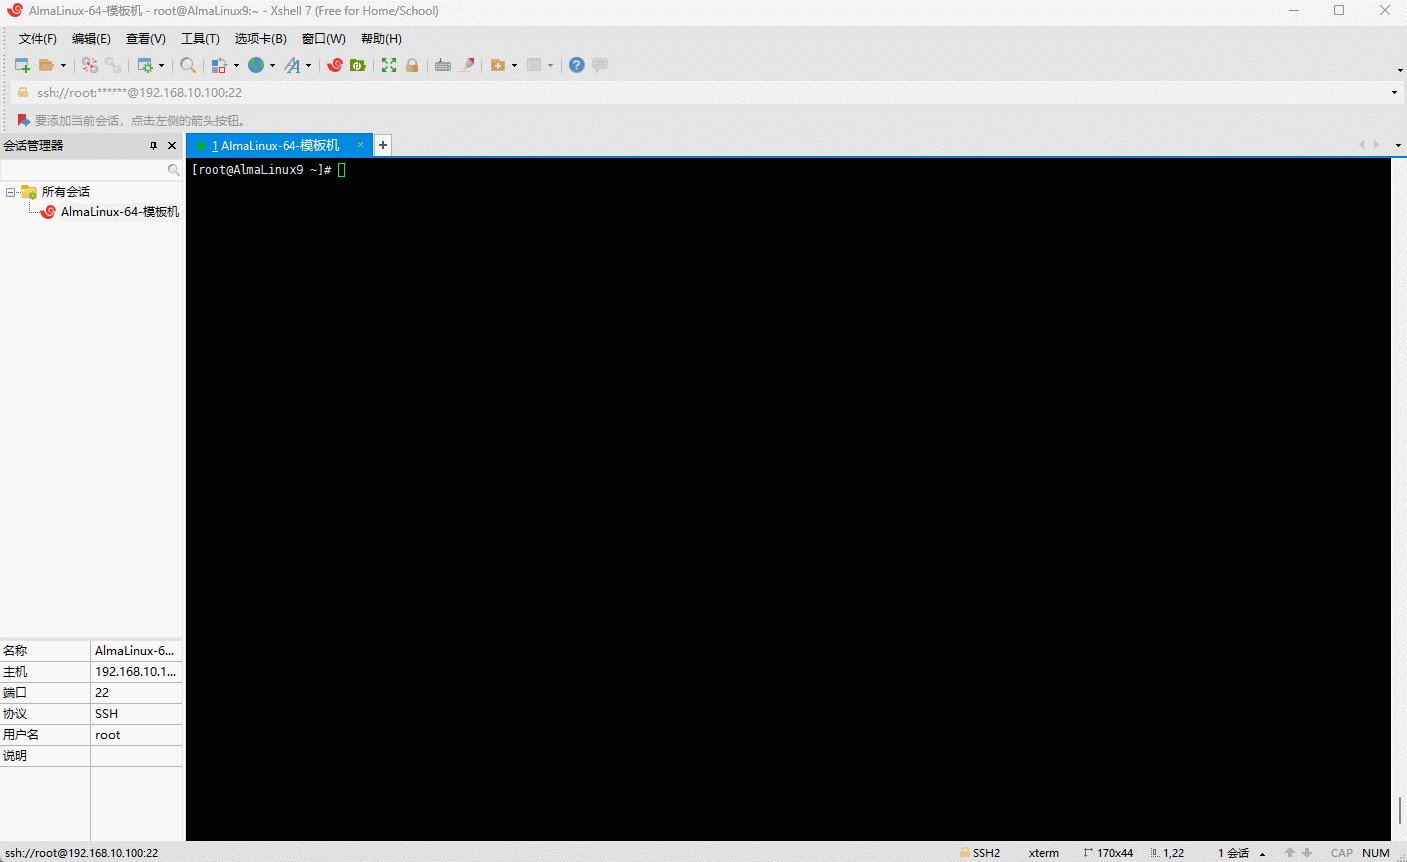 AlmaLinux-64-模板机 - root@AlmaLinux9:~ - Xshell 7 (Free for Home/School)
文件(F) 编辑(E) 查看(V) 工具(T) 选项卡(B) 窗口(W) 帮助(H)
ssh://root:******@192.168.10.100:22
要添加当前会话，点击左侧的箭头按钮。
会话管理器
1 AlmaLinux-64-模板机
[root@AlmaLinux9 ~]#
所有会话
AlmaLinux-64-模板机
名称 AlmaLinux-6...
主机 192.168.10.1...
端口 22
协议 SSH
用户名 root
说明
ssh://root@192.168.10.100:22 SSH2 xterm 170x44 1,22 1 会话 CAP NUM